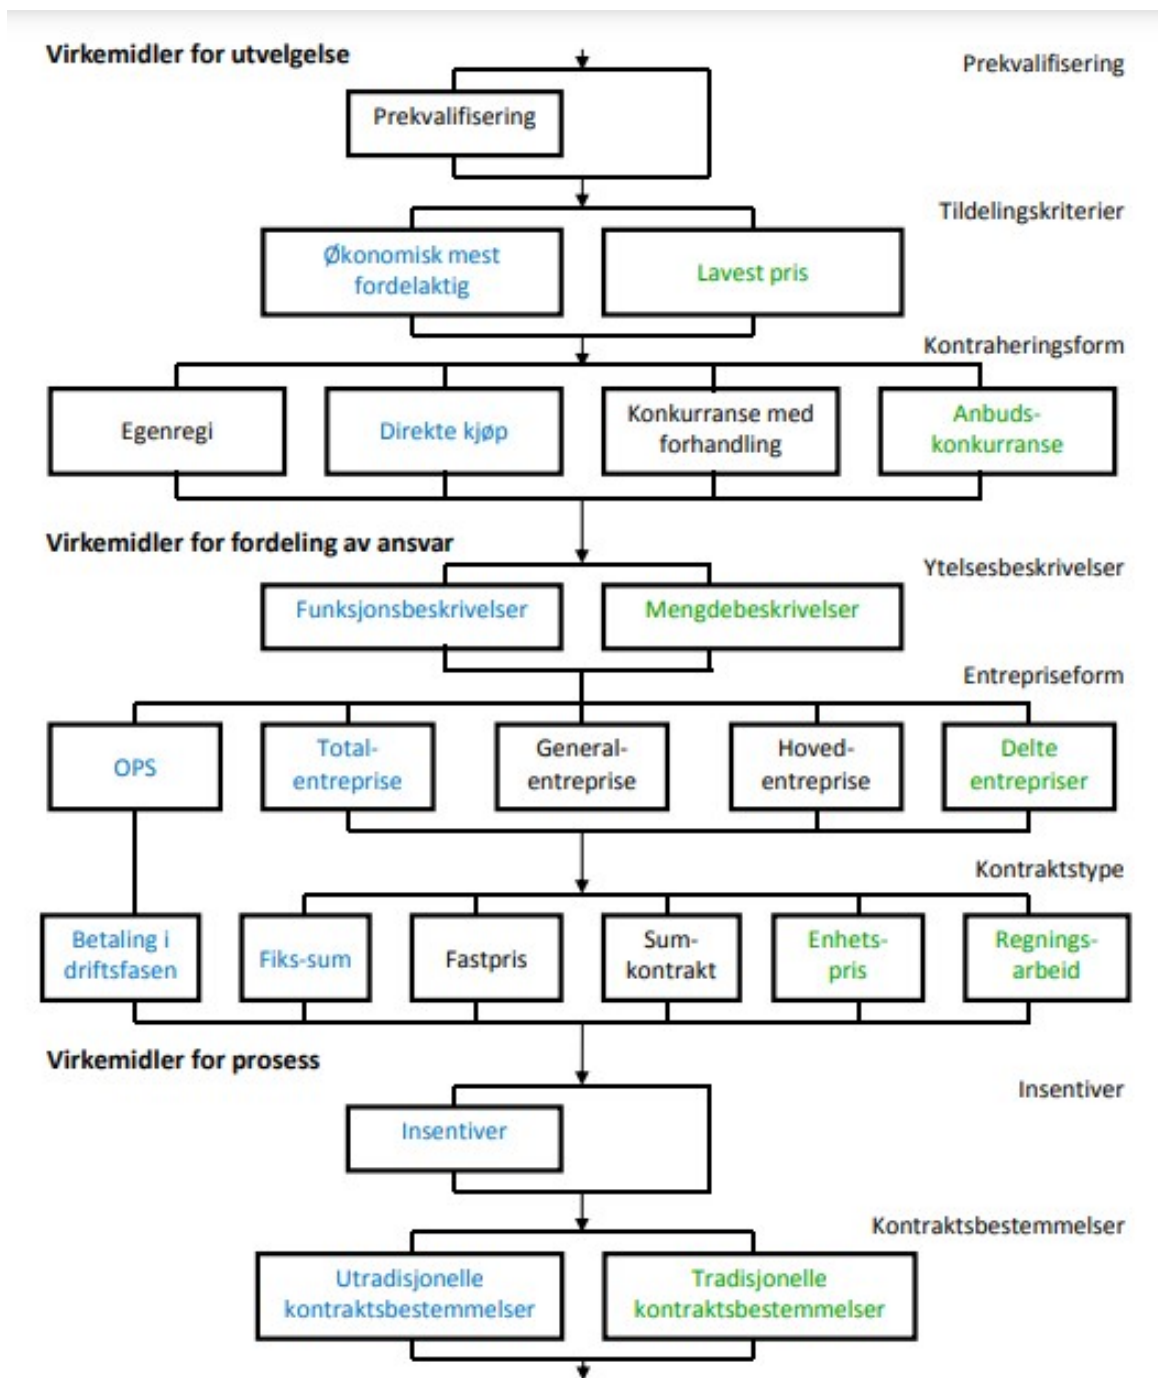 Virkemidler for utvelgelse
Prekvalifisering
Prekvalifisering
Tildelingskriterier
Økonomisk mest
fordelaktig
Lavest pris
Kontraheringsform
Egenregi
Direkte kjøp
Konkurranse med
forhandling
Anbuds-
konkurranse
Virkemidler for fordeling av ansvar
Ytelsesbeskrivelser
Funksjonsbeskrivelser
Mengdebeskrivelser
Entrepriseform
OPS
Total-
entreprise
General-
entreprise
Hoved-
entreprise
Delte
entrepriser
Kontraktstype
Betaling i
driftsfasen
Fiks-sum
Fastpris
Sum-
kontrakt
Enhets-
pris
Regnings-
arbeid
Virkemidler for prosess
Insentiver
Insentiver
Kontraktsbestemmelser
Utradisjonelle
kontraktsbestemmelser
Tradisjonelle
kontraktsbestemmelser